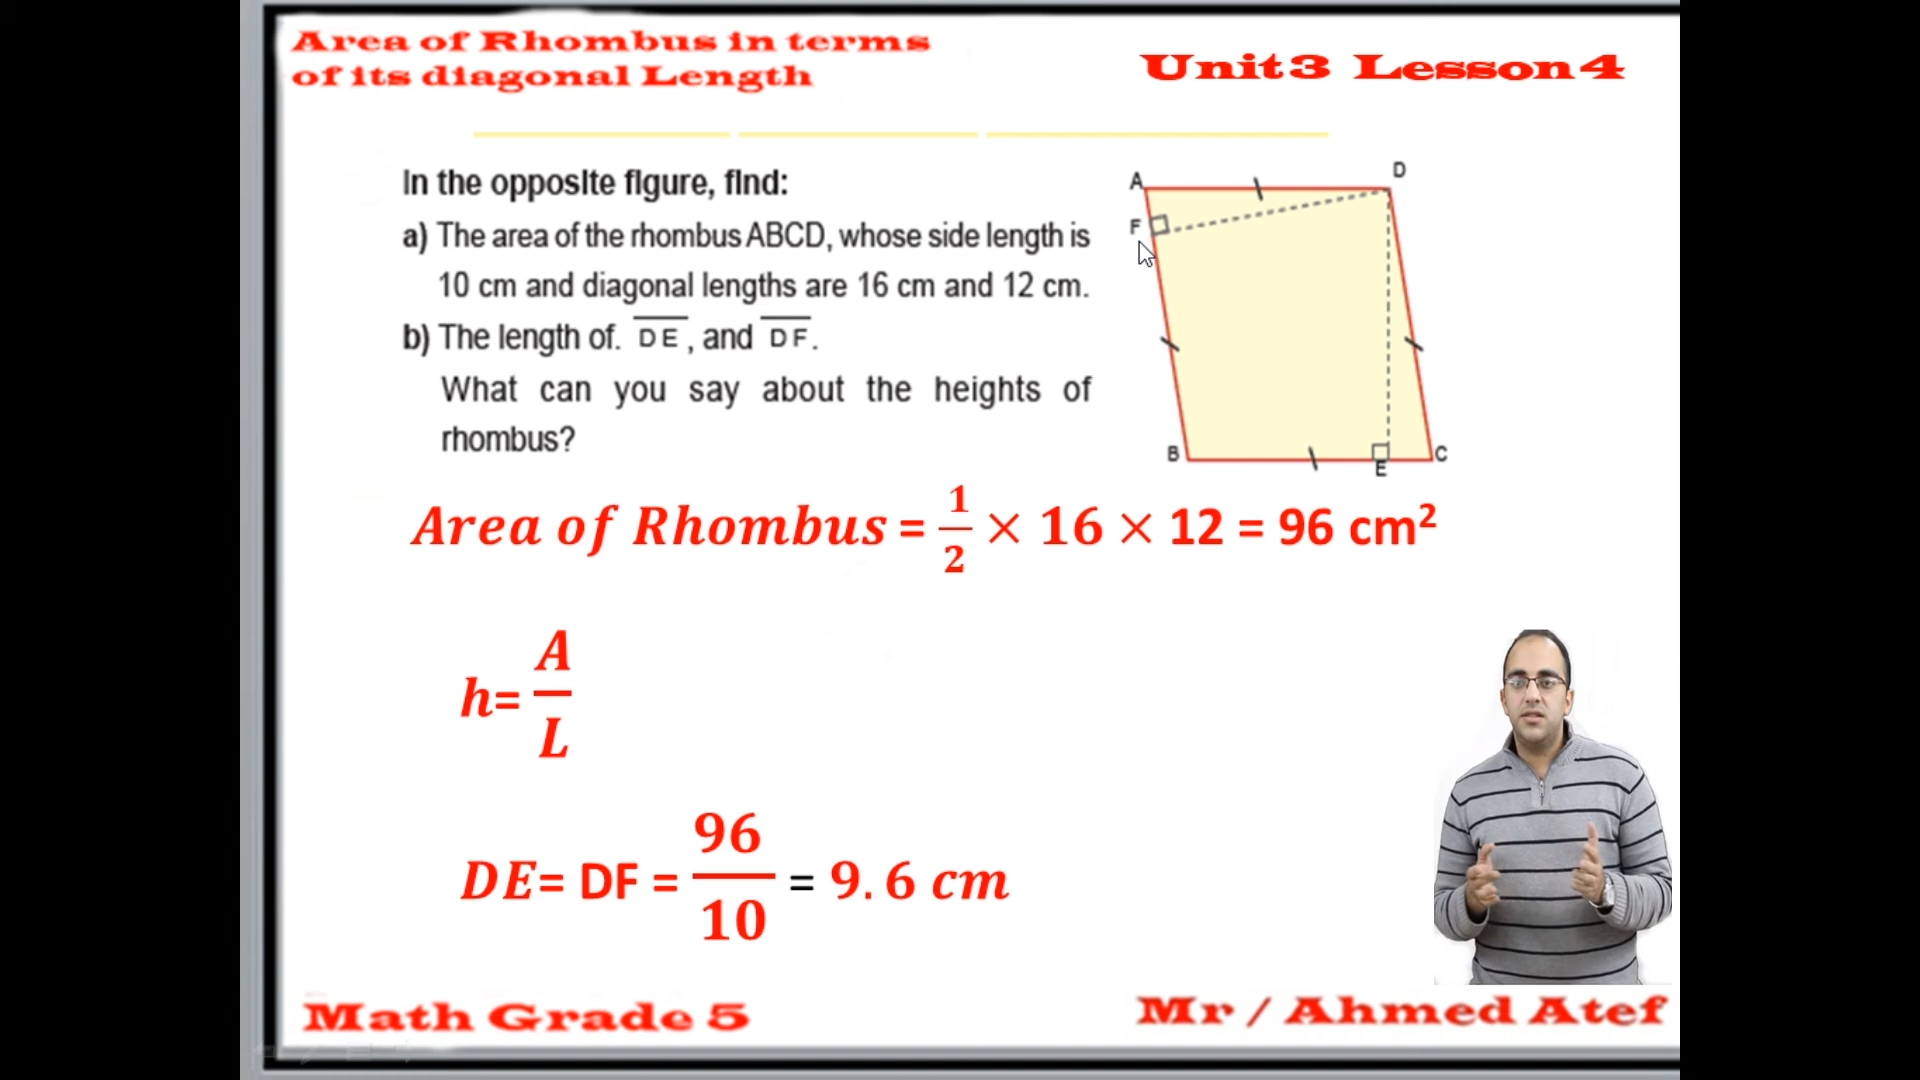 Area of Rhombus in terms
of its diagonal Length
Unit3 Lesson4
In the opposite figure, find:
a) The area of the rhombus ABCD, whose side length is
10 cm and diagonal lengths are 16 cm and 12 cm.
b) The length of. DE, and DF.
What can you say about the heights of
rhombus?
A
D
F
B
E
C
Area of Rhombus = 1/2 × 16 × 12 = 96 cm²
h= A/L
DE= DF = 96/10 = 9.6 cm
Math Grade 5
Mr / Ahmed Atef